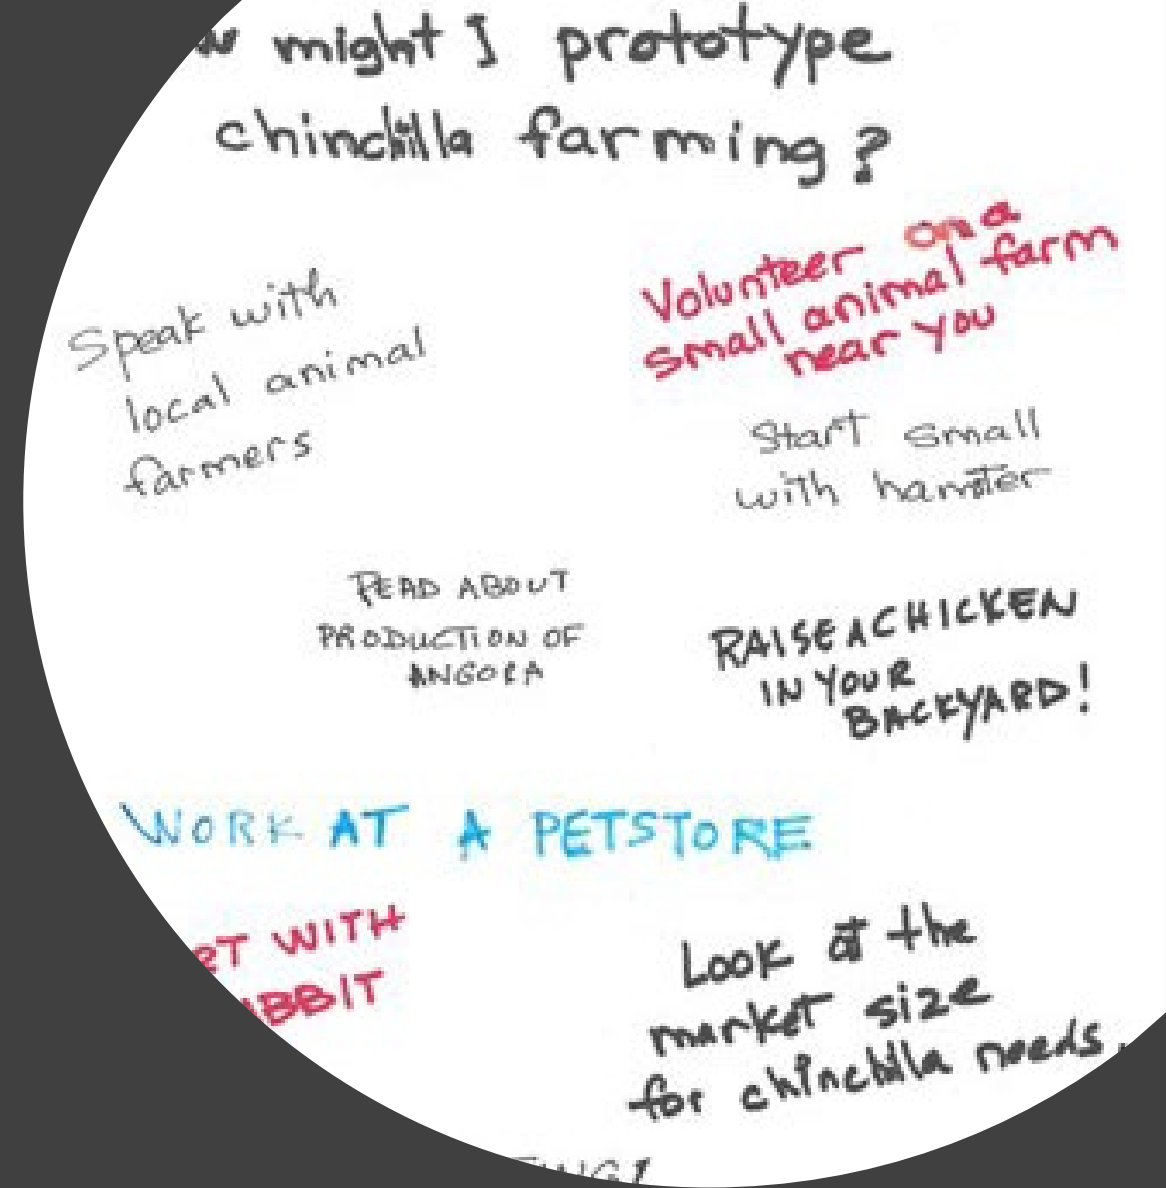 might I prototype
chinchilla farming?
Volunteer on a
small animal farm
near you
Speak with
local animal
farmers
Start small
with hamster
READ ABOUT
PRODUCTION OF
ANGORA
RAISE A CHICKEN
IN YOUR
BACKYARD!
WORK AT A PETSTORE
WITH
Look at the
market size
for chinchilla needs.